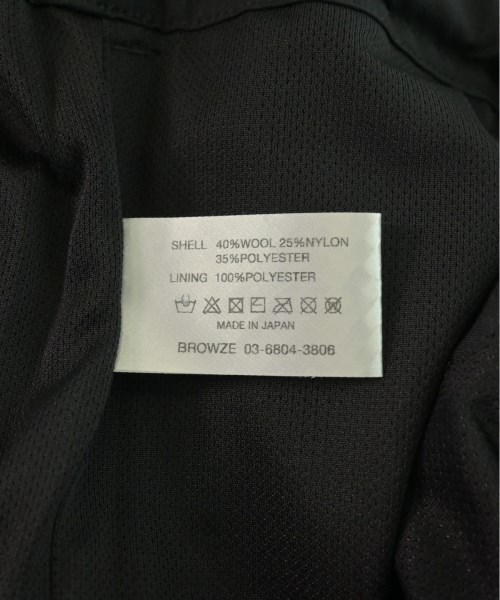 SHELL 40%WOOL 25%NYLON
35%POLYESTER
LINING 100%POLYESTER
MADE IN JAPAN
BROWZE 03-6804-3806